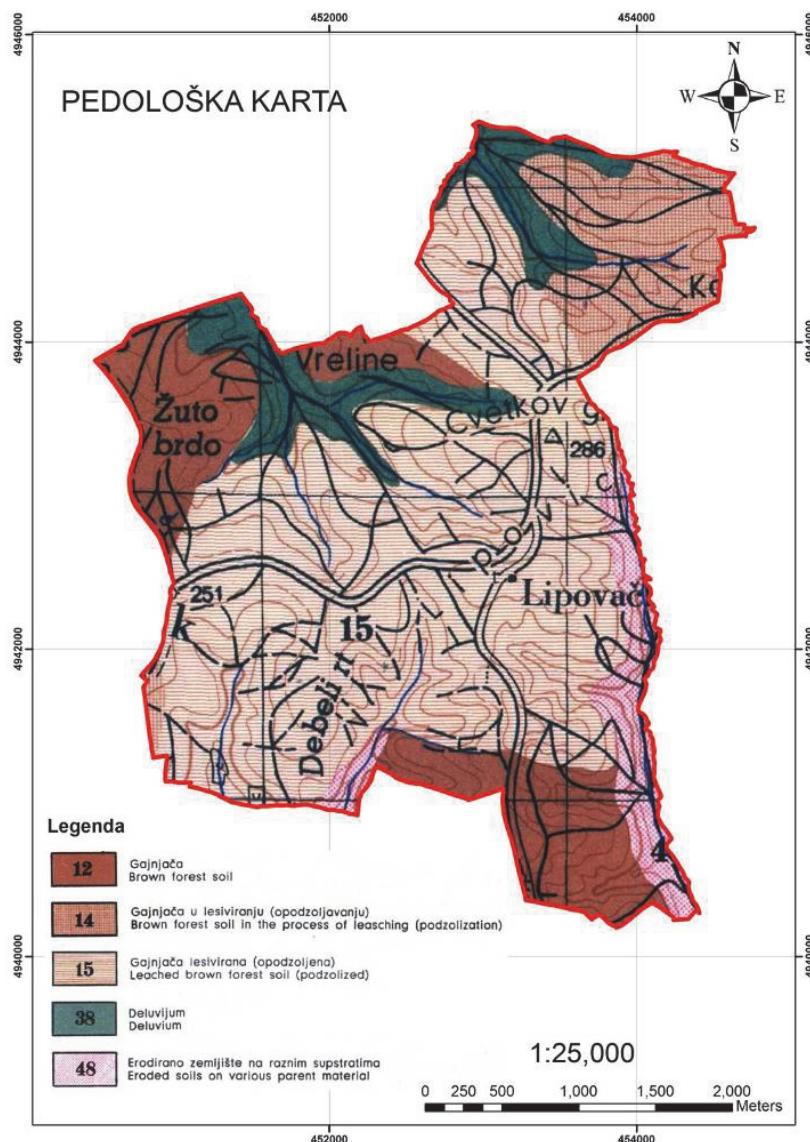 452000
454000
4946000
4946000
PEDOLOŠKA KARTA
N
W
E
S
4944000
4944000
Vreline
Žuto
brdo
Cvetkov g.
286
251
k
15
Lipovač
Debeli rt
4942000
4942000
4
Legenda
12
Gajnjača
Brown forest soil
14
Gajnjača u lesiviranju (opodzoljavanju)
Brown forest soil in the process of leasching (podzolization)
15
Gajnjača lesivirana (opodzoljena)
Leached brown forest soil (podzolized)
38
Deluvijum
Deluvium
48
Erodirano zemljište na raznim supstratima
Eroded soils on various parent material
4940000
4940000
1:25,000
0 250 500 1,000 1,500 2,000
Meters
452000
454000